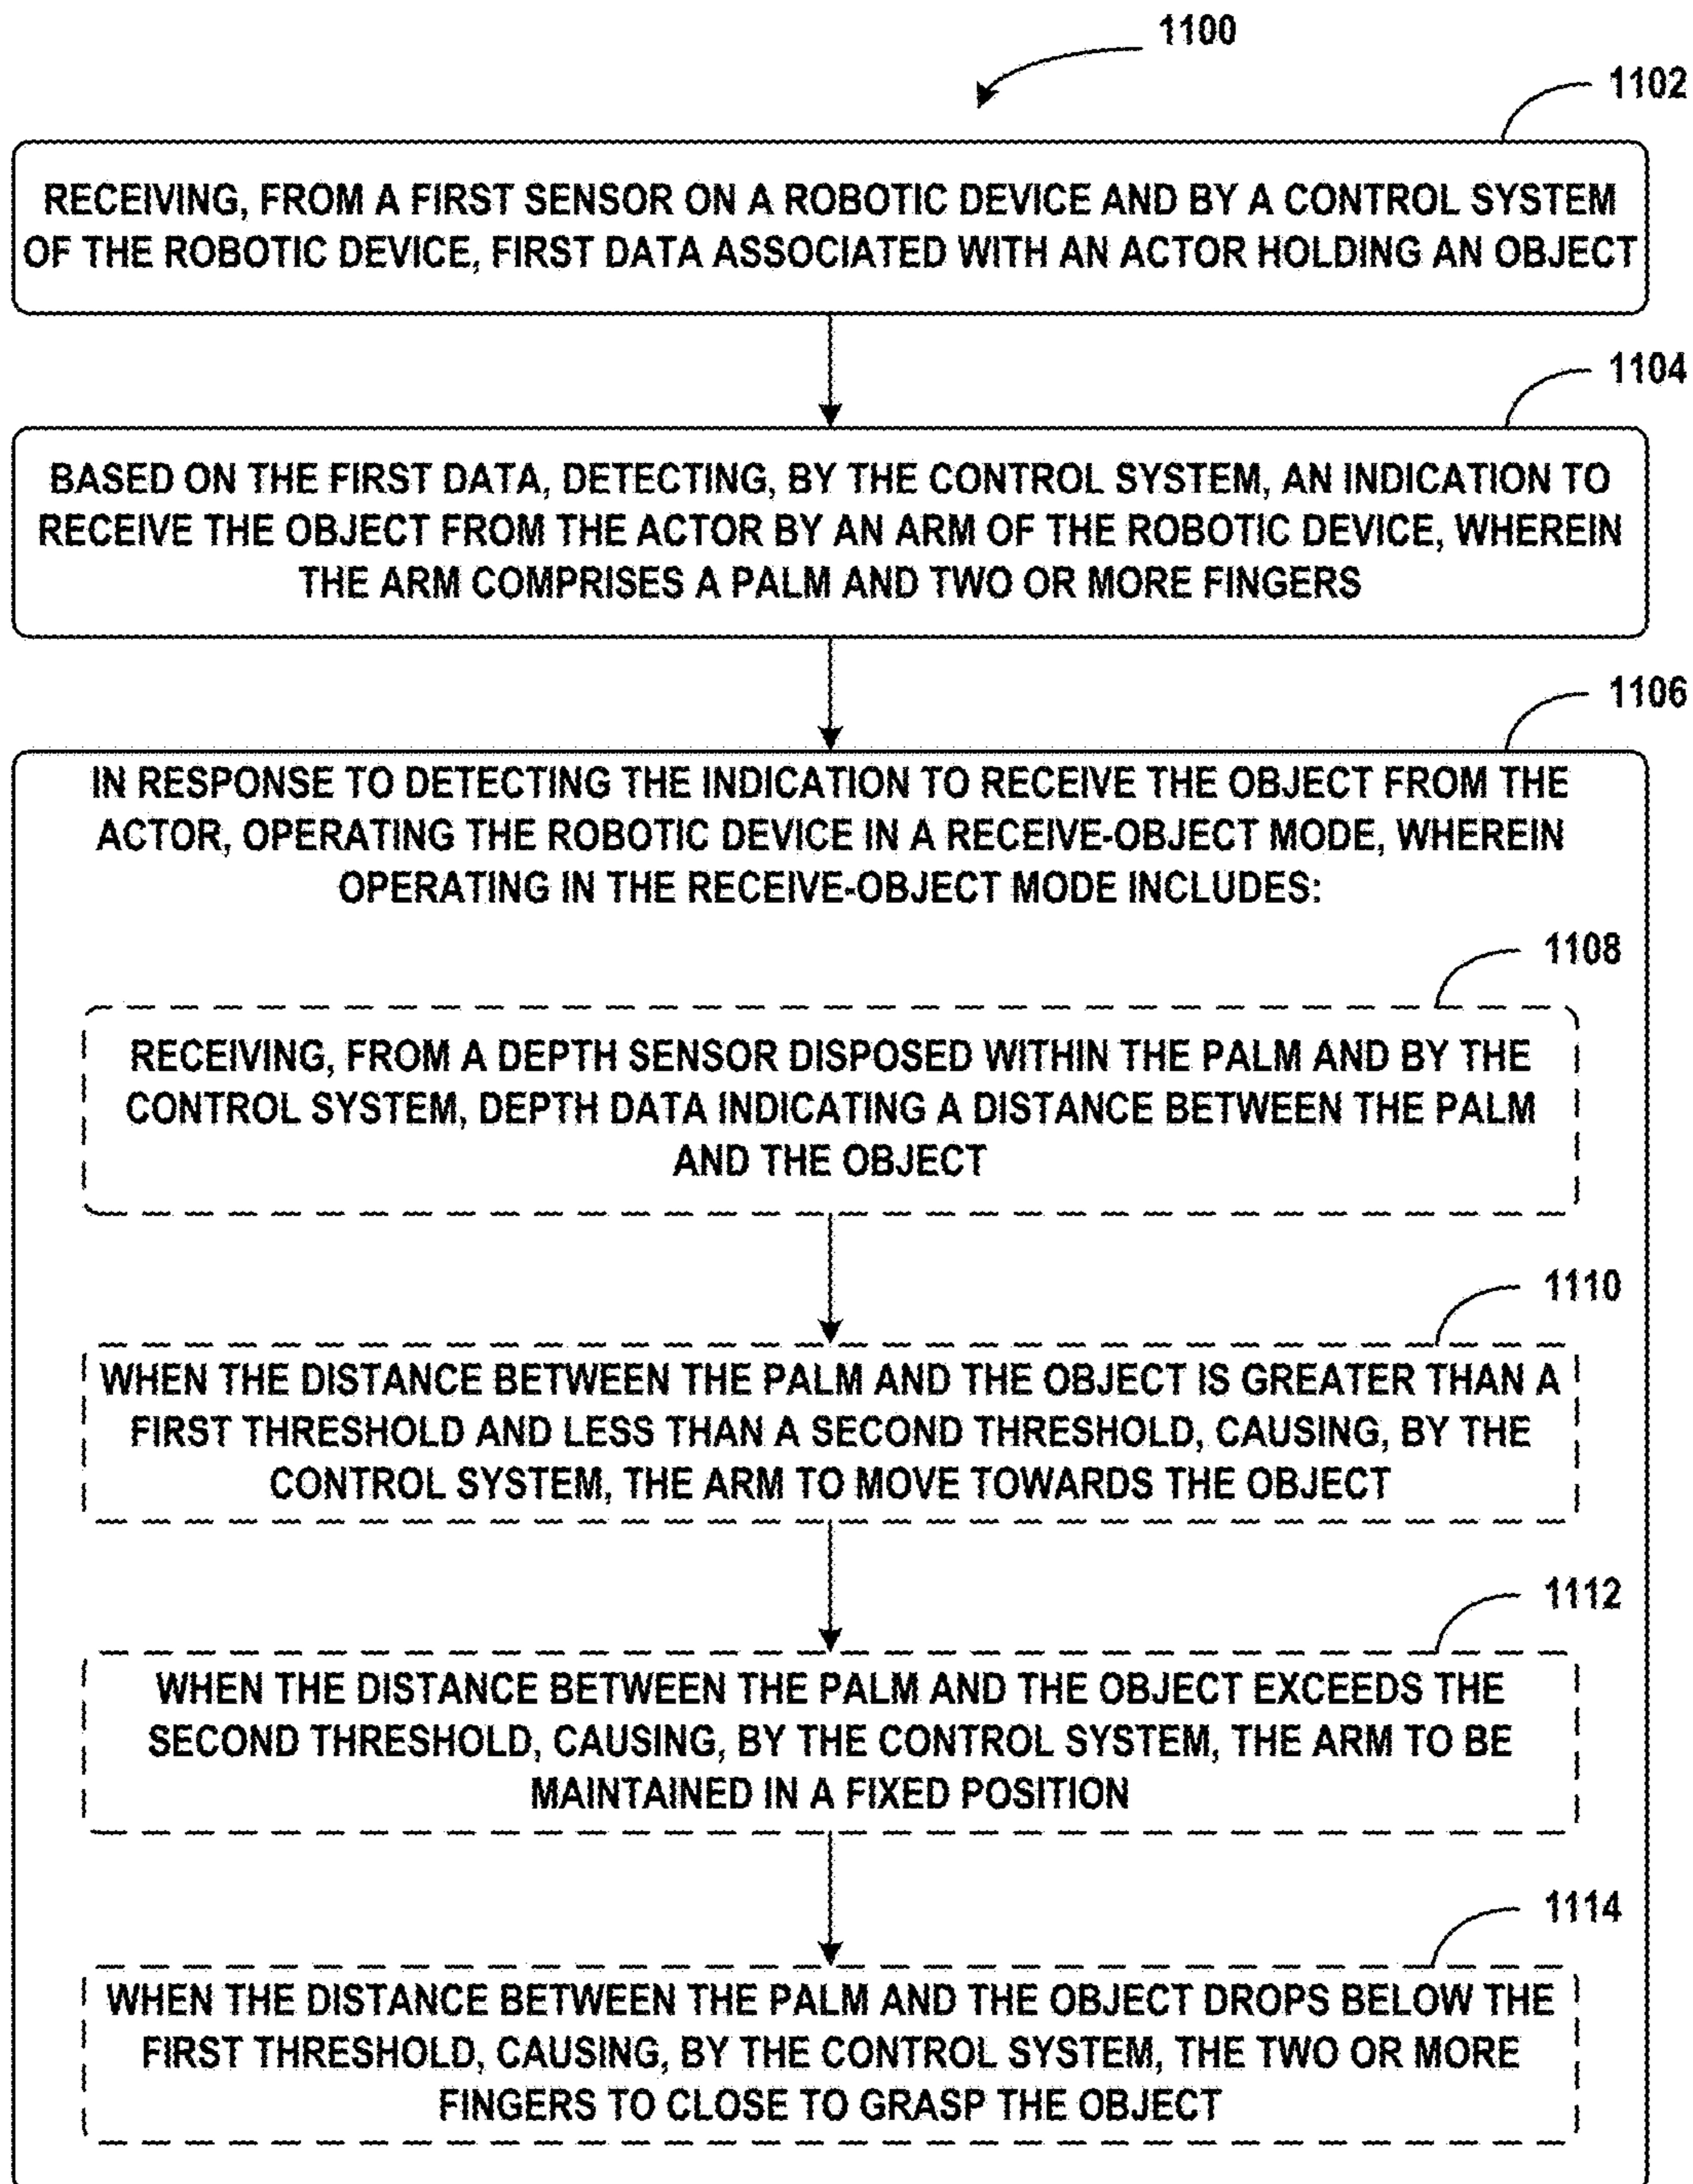 1100
1102
RECEIVING, FROM A FIRST SENSOR ON A ROBOTIC DEVICE AND BY A CONTROL SYSTEM
OF THE ROBOTIC DEVICE, FIRST DATA ASSOCIATED WITH AN ACTOR HOLDING AN OBJECT
1104
BASED ON THE FIRST DATA, DETECTING, BY THE CONTROL SYSTEM, AN INDICATION TO
RECEIVE THE OBJECT FROM THE ACTOR BY AN ARM OF THE ROBOTIC DEVICE, WHEREIN
THE ARM COMPRISES A PALM AND TWO OR MORE FINGERS
1106
IN RESPONSE TO DETECTING THE INDICATION TO RECEIVE THE OBJECT FROM THE
ACTOR, OPERATING THE ROBOTIC DEVICE IN A RECEIVE-OBJECT MODE, WHEREIN
OPERATING IN THE RECEIVE-OBJECT MODE INCLUDES:
1108
RECEIVING, FROM A DEPTH SENSOR DISPOSED WITHIN THE PALM AND BY THE
CONTROL SYSTEM, DEPTH DATA INDICATING A DISTANCE BETWEEN THE PALM
AND THE OBJECT
1110
WHEN THE DISTANCE BETWEEN THE PALM AND THE OBJECT IS GREATER THAN A
FIRST THRESHOLD AND LESS THAN A SECOND THRESHOLD, CAUSING, BY THE
CONTROL SYSTEM, THE ARM TO MOVE TOWARDS THE OBJECT
1112
WHEN THE DISTANCE BETWEEN THE PALM AND THE OBJECT EXCEEDS THE
SECOND THRESHOLD, CAUSING, BY THE CONTROL SYSTEM, THE ARM TO BE
MAINTAINED IN A FIXED POSITION
1114
WHEN THE DISTANCE BETWEEN THE PALM AND THE OBJECT DROPS BELOW THE
FIRST THRESHOLD, CAUSING, BY THE CONTROL SYSTEM, THE TWO OR MORE
FINGERS TO CLOSE TO GRASP THE OBJECT